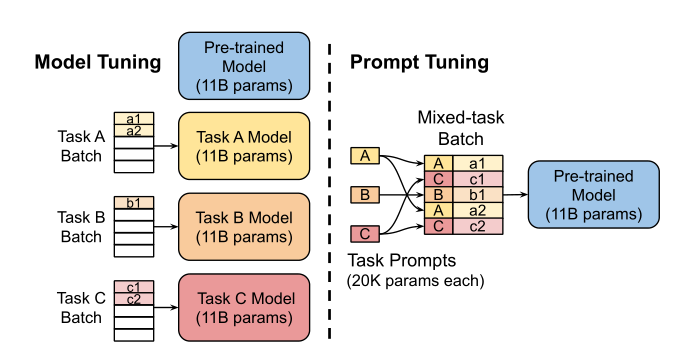 Model Tuning
Pre-trained
Model
(11B params)
Task A
Batch
a1
a2
Task A Model
(11B params)
Task B
Batch
b1
Task B Model
(11B params)
Task C
Batch
c1
c2
Task C Model
(11B params)
Prompt Tuning
Mixed-task
Batch
A
B
C
A a1
C c1
B b1
A a2
C c2
Task Prompts
(20K params each)
Pre-trained
Model
(11B params)